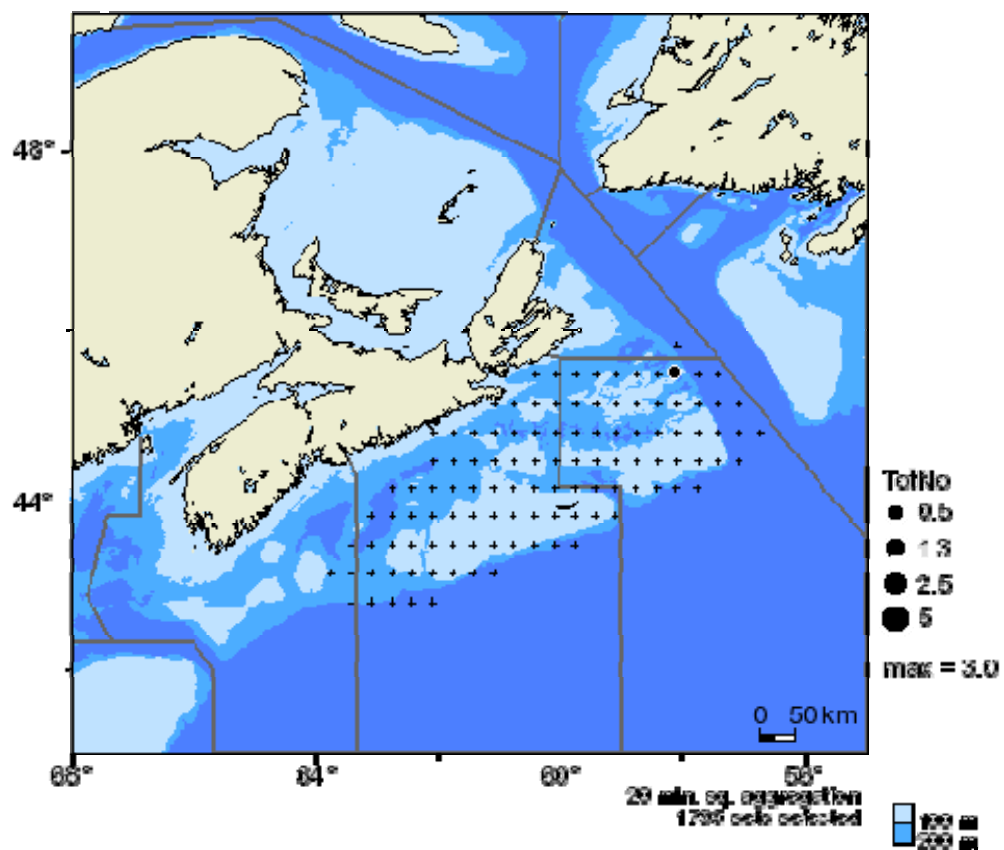 48°
44°
TotNo
0.5
1.3
2.5
5
max = 3.0
0 50 km
68° 64° 60° 56°
20 min. sq. aggregation
sets selected
100 m
200 m